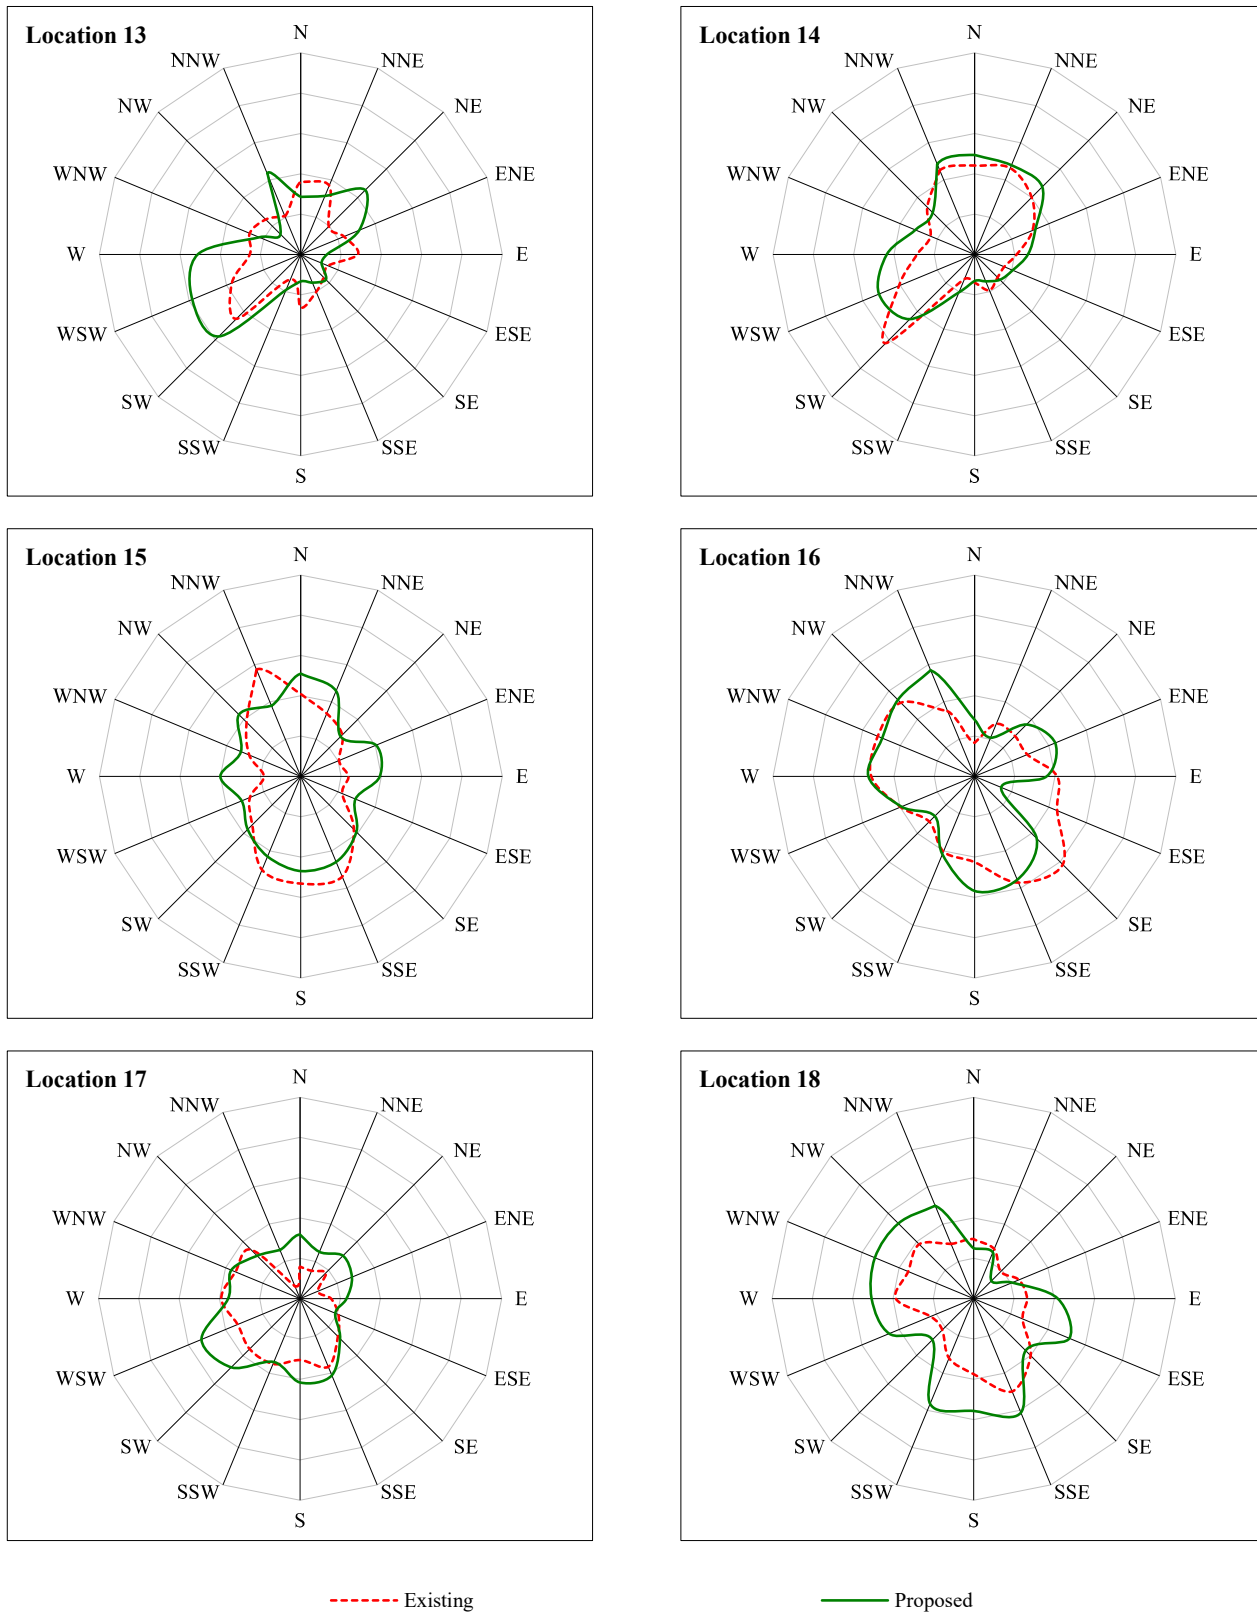 Location 13
N
NNW
NNE
NW
NE
WNW
ENE
W
E
WSW
ESE
SW
SE
SSW
SSE
S
Location 14
N
NNW
NNE
NW
NE
WNW
ENE
W
E
WSW
ESE
SW
SE
SSW
SSE
S
Location 15
N
NNW
NNE
NW
NE
WNW
ENE
W
E
WSW
ESE
SW
SE
SSW
SSE
S
Location 16
N
NNW
NNE
NW
NE
WNW
ENE
W
E
WSW
ESE
SW
SE
SSW
SSE
S
Location 17
N
NNW
NNE
NW
NE
WNW
ENE
W
E
WSW
ESE
SW
SE
SSW
SSE
S
Location 18
N
NNW
NNE
NW
NE
WNW
ENE
W
E
WSW
ESE
SW
SE
SSW
SSE
S
Existing
Proposed